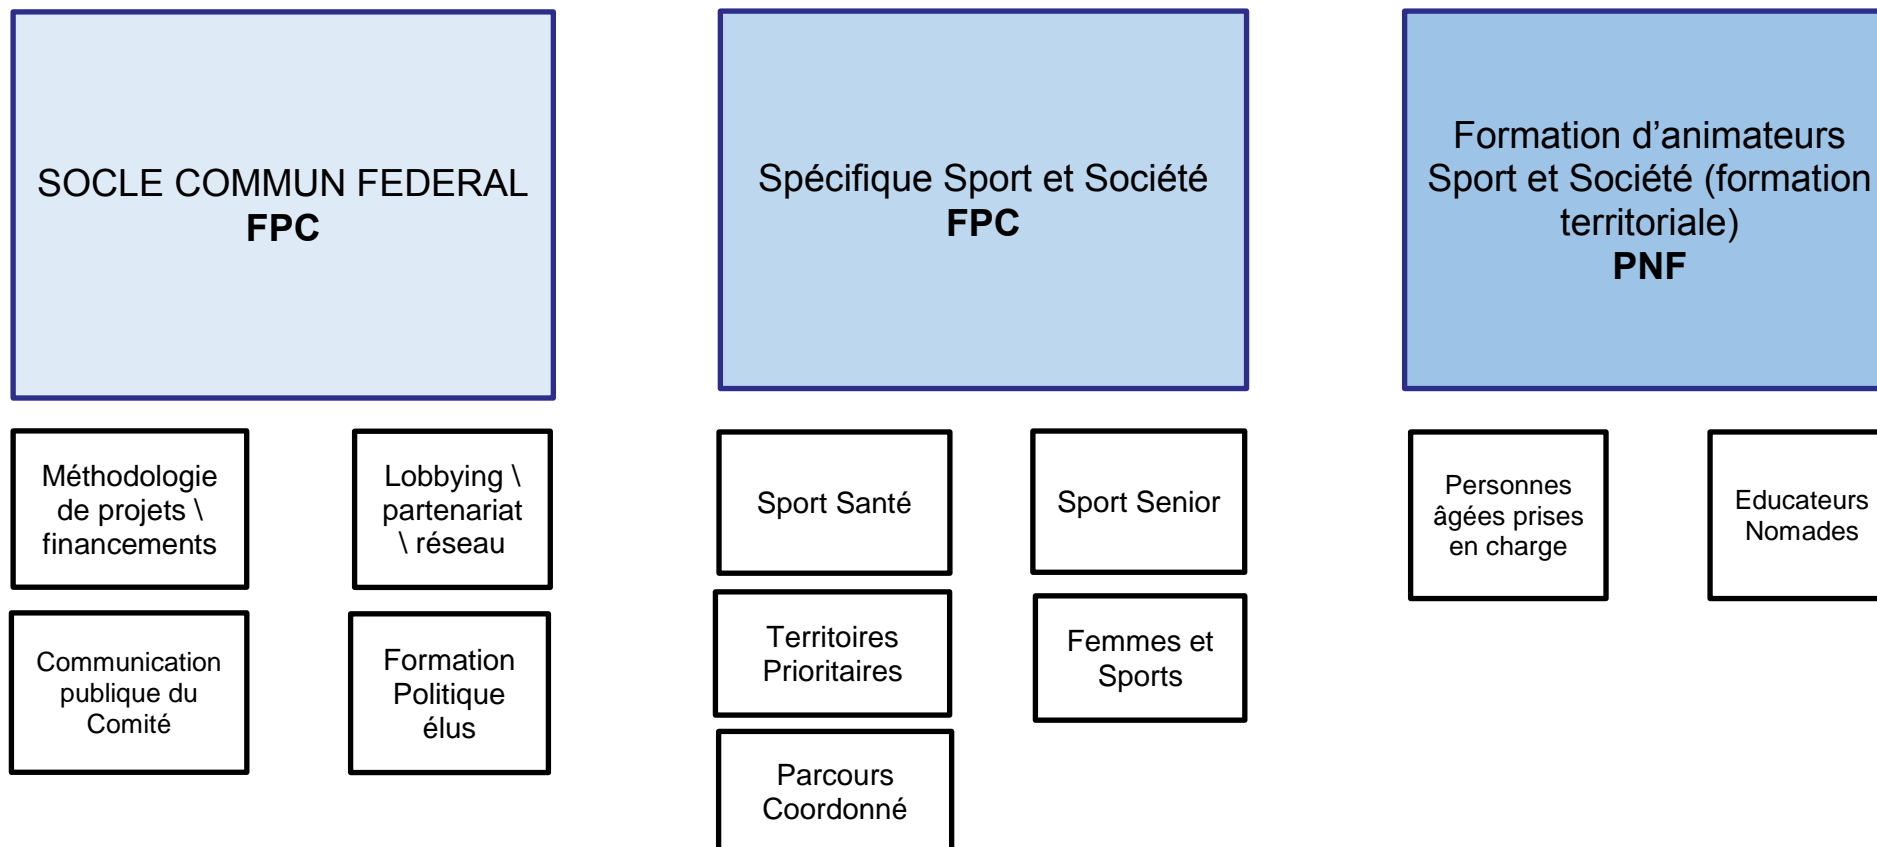 SOCLE COMMUN FEDERAL
FPC
Spécifique Sport et Société
FPC
Formation d’animateurs
Sport et Société (formation
territoriale)
PNF
Méthodologie
de projets \
financements
Lobbying \
partenariat
\ réseau
Communication
publique du
Comité
Formation
Politique
élus
Sport Santé
Sport Senior
Territoires
Prioritaires
Femmes et
Sports
Parcours
Coordonné
Personnes
âgées prises
en charge
Educateurs
Nomades